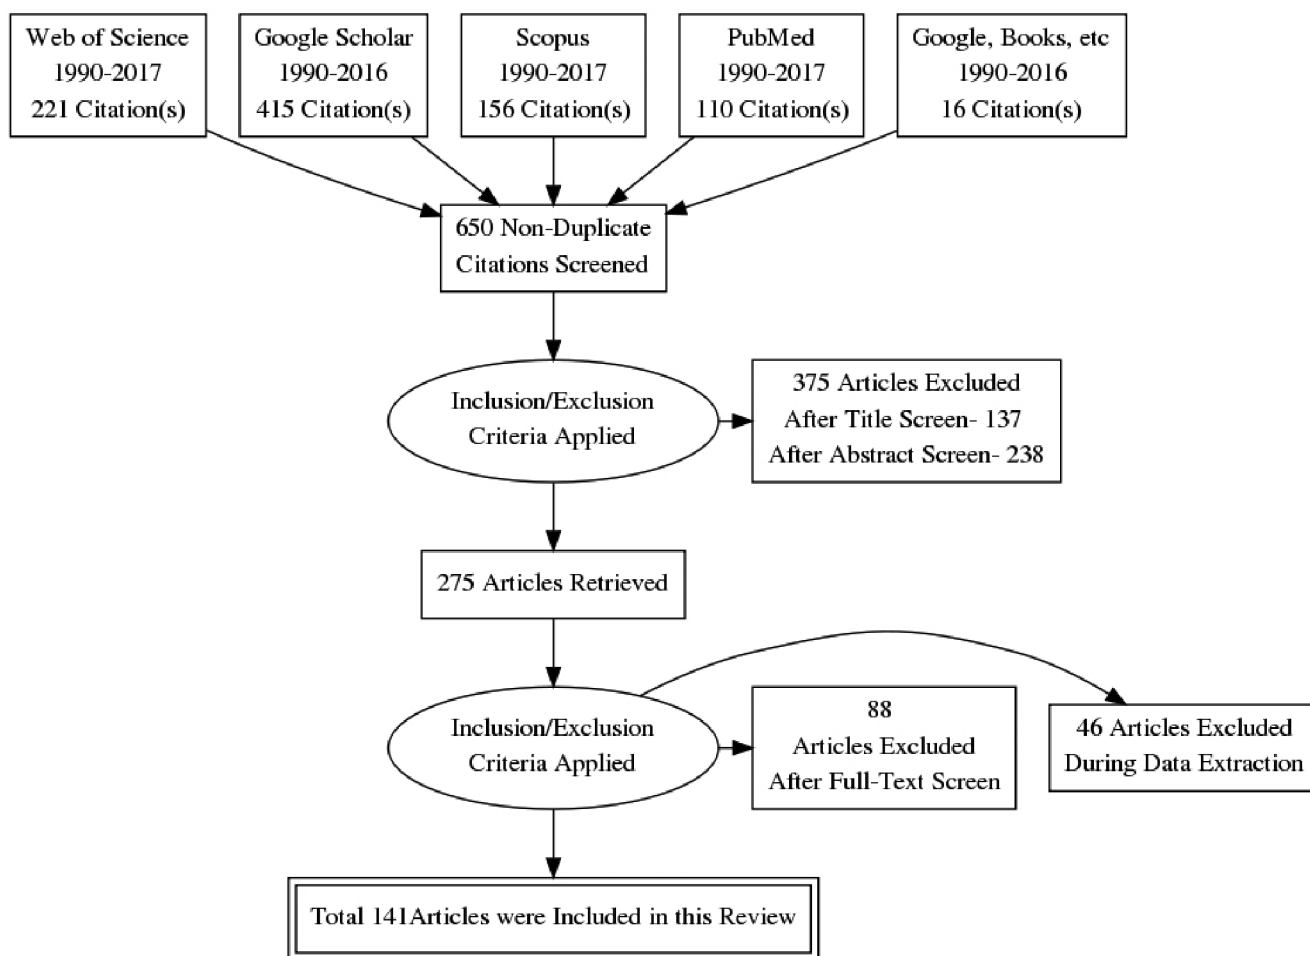 Web of Science
1990-2017
221 Citation(s)
Google Scholar
1990-2016
415 Citation(s)
Scopus
1990-2017
156 Citation(s)
PubMed
1990-2017
110 Citation(s)
Google, Books, etc
1990-2016
16 Citation(s)
650 Non-Duplicate
Citations Screened
Inclusion/Exclusion
Criteria Applied
375 Articles Excluded
After Title Screen- 137
After Abstract Screen- 238
275 Articles Retrieved
Inclusion/Exclusion
Criteria Applied
88
Articles Excluded
After Full-Text Screen
46 Articles Excluded
During Data Extraction
Total 141Articles were Included in this Review